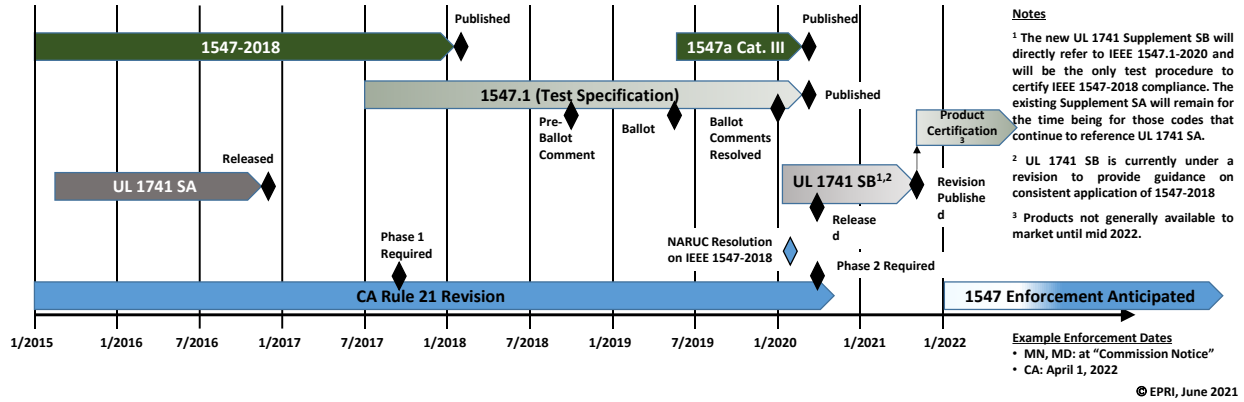 Published
Published
1547-2018
1547a Cat. III
1547.1 (Test Specification)
Published
Pre-
Ballot
Comment
Ballot
Ballot
Comments
Resolved
Product
Certification
3
Released
UL 1741 SA
UL 1741 SB1,2
Revision
Publishe
d
Release
d
Phase 1
Required
NARUC Resolution
on IEEE 1547-2018
Phase 2 Required
CA Rule 21 Revision
1547 Enforcement Anticipated
1/2015
1/2016
7/2016
1/2017
7/2017
1/2018
7/2018
1/2019
7/2019
1/2020
1/2021
1/2022
Notes
1 The new UL 1741 Supplement SB will
directly refer to IEEE 1547.1-2020 and
will be the only test procedure to
certify IEEE 1547-2018 compliance. The
existing Supplement SA will remain for
the time being for those codes that
continue to reference UL 1741 SA.
2 UL 1741 SB is currently under a
revision to provide guidance on
consistent application of 1547-2018
3 Products not generally available to
market until mid 2022.
Example Enforcement Dates
• MN, MD: at “Commission Notice”
• CA: April 1, 2022
© EPRI, June 2021